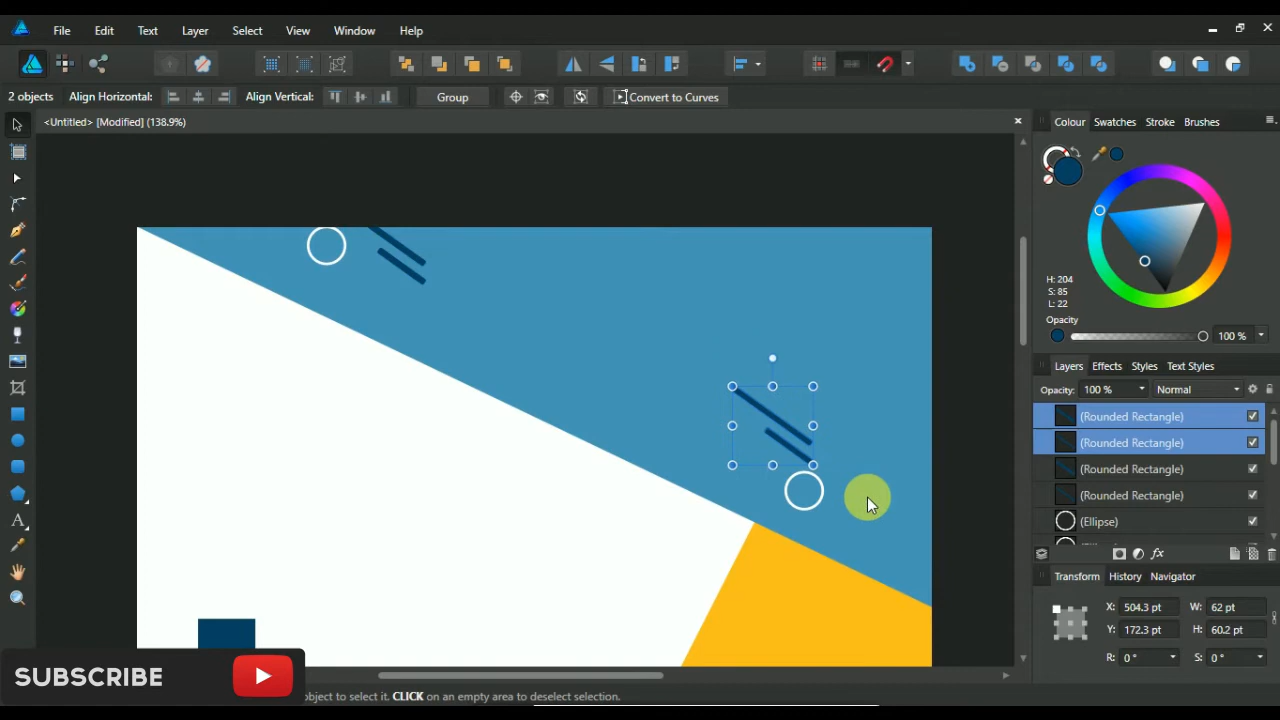 File Edit Text Layer Select View Window Help
2 objects Align Horizontal: Align Vertical: Group Convert to Curves
<Untitled> [Modified] (138.9%)
Colour Swatches Stroke Brushes
H: 204
S: 85
L: 22
Opacity
100 %
Layers Effects Styles Text Styles
Opacity: 100 % Normal
(Rounded Rectangle)
(Rounded Rectangle)
(Rounded Rectangle)
(Rounded Rectangle)
(Ellipse)
fx
Transform History Navigator
X: 504.3 pt W: 62 pt
Y: 172.3 pt H: 60.2 pt
R: 0 ° S: 0 °
A
SUBSCRIBE
object to select it. CLICK on an empty area to deselect selection.